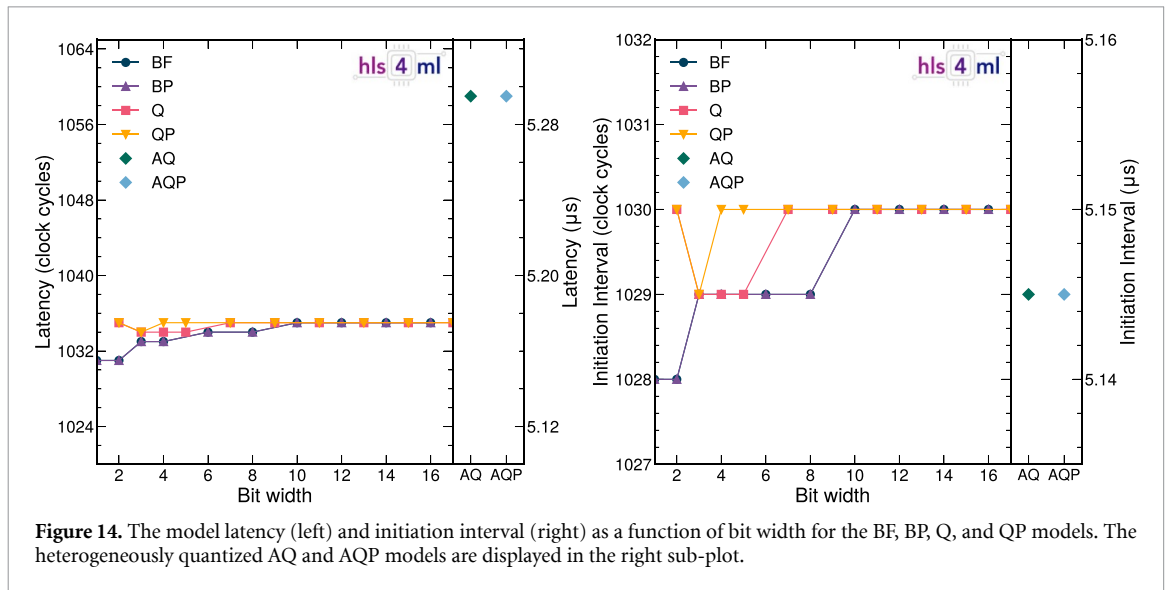 1064
1056
1048
1040
1032
1024
Latency (clock cycles)
BF
BP
Q
QP
AQ
AQP
hls 4 ml
5.28
5.20
5.12
Latency (μs)
2 4 6 8 10 12 14 16 AQ AQP
Bit width
1032
1031
1030
1029
1028
1027
Initiation Interval (clock cycles)
BF
BP
Q
QP
AQ
AQP
hls 4 ml
5.16
5.15
5.14
Initiation Interval (μs)
2 4 6 8 10 12 14 16 AQ AQP
Bit width
Figure 14. The model latency (left) and initiation interval (right) as a function of bit width for the BF, BP, Q, and QP models. The
heterogeneously quantized AQ and AQP models are displayed in the right sub-plot.